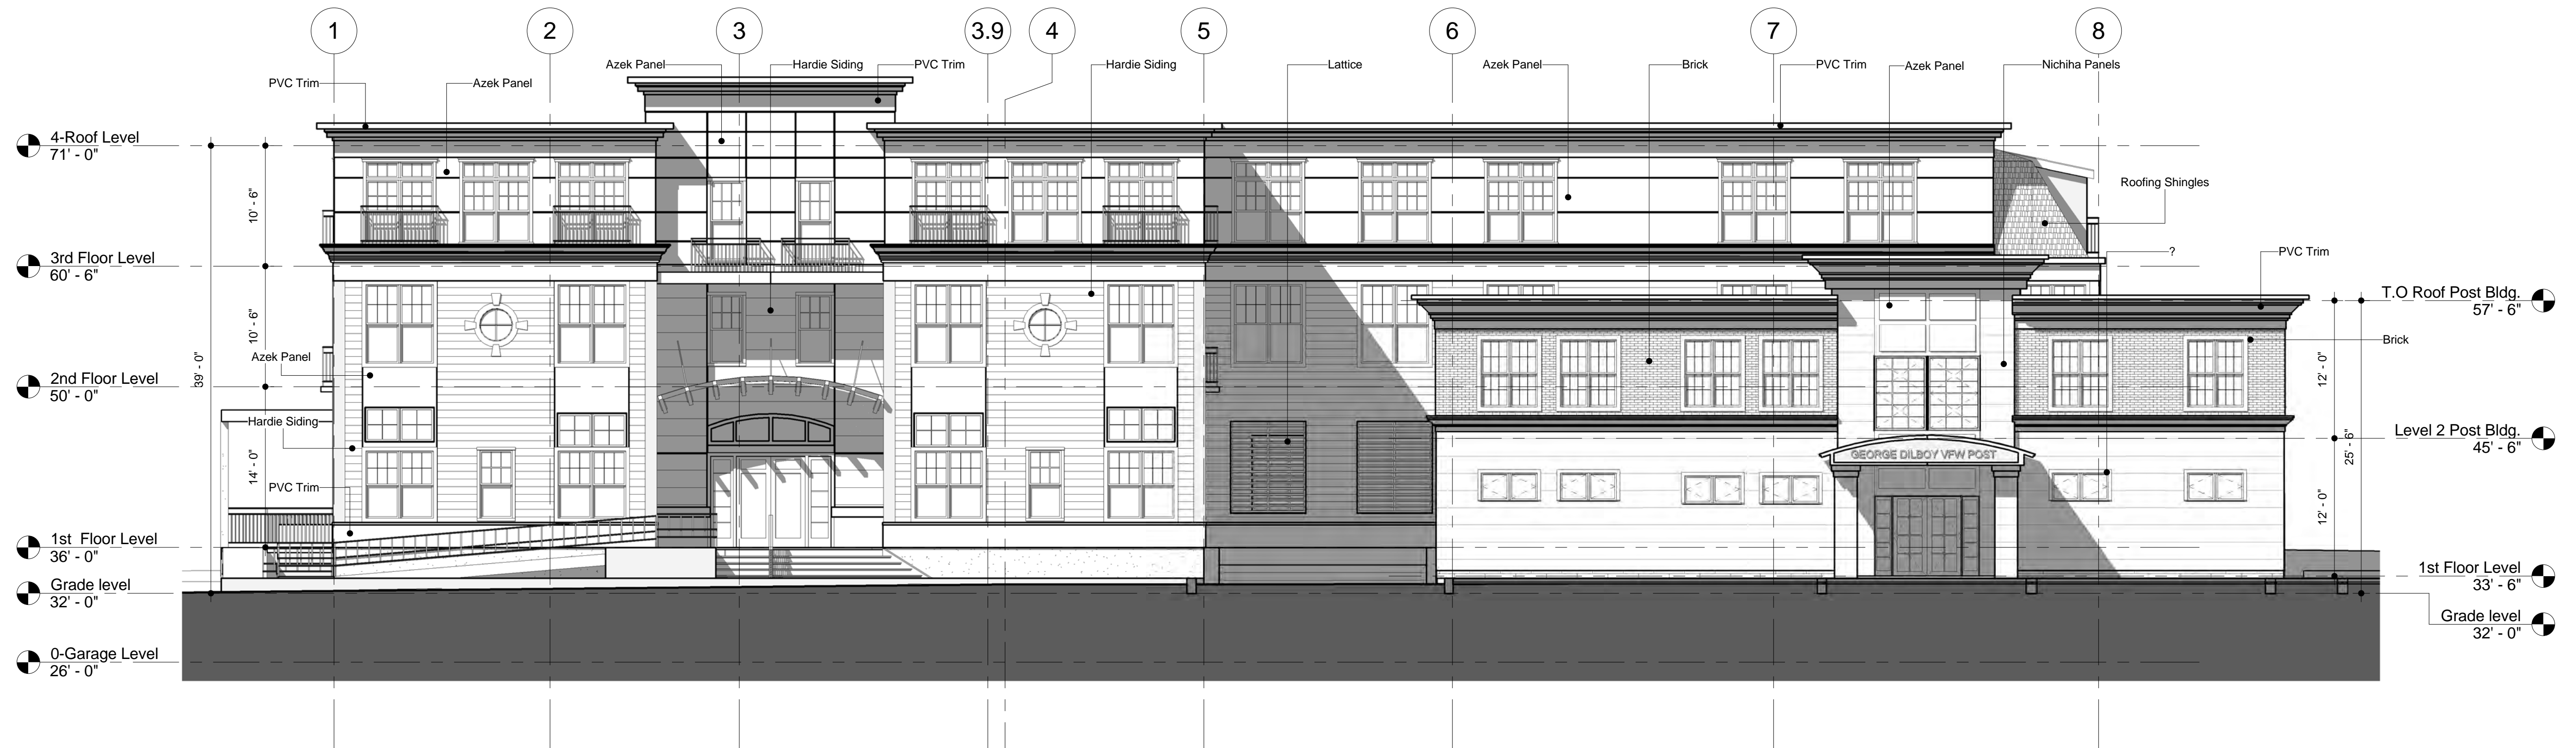 1
2
3
3.9
4
5
6
7
8
Azek Panel
Hardie Siding
PVC Trim
Hardie Siding
Lattice
Azek Panel
Brick
PVC Trim
Azek Panel
Nichiha Panels
PVC Trim
Azek Panel
4-Roof Level
71' - 0"
10' - 6"
Roofing Shingles
3rd Floor Level
60' - 6"
?
PVC Trim
T.O Roof Post Bldg.
57' - 6"
10' - 6"
Brick
Azek Panel
39' - 0"
12' - 0"
2nd Floor Level
50' - 0"
Hardie Siding
Level 2 Post Bldg.
45' - 6"
25' - 6"
GEORGE DILBOY VFW POST
14' - 0"
PVC Trim
12' - 0"
1st Floor Level
36' - 0"
1st Floor Level
33' - 6"
Grade level
32' - 0"
Grade level
32' - 0"
0-Garage Level
26' - 0"